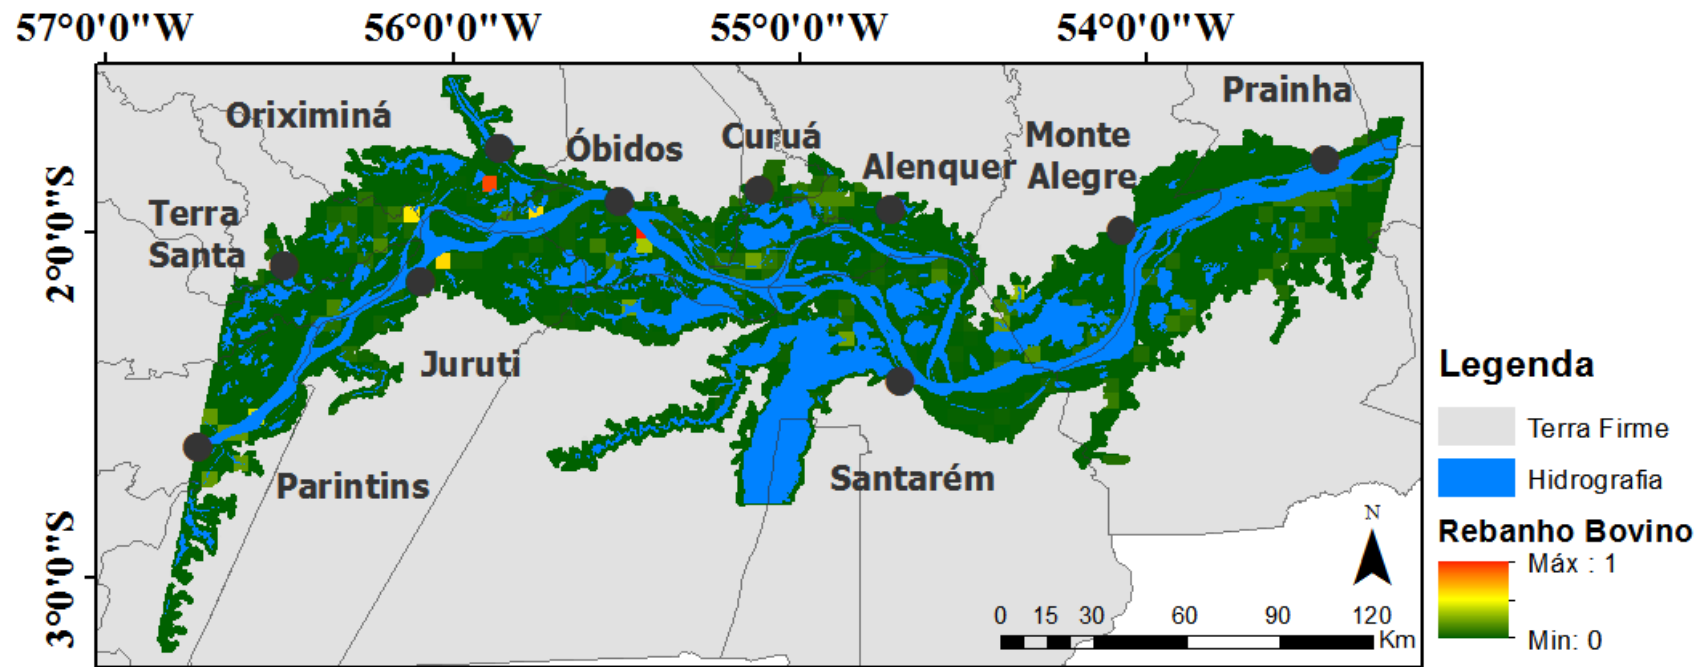 57°0'0"W 56°0'0"W 55°0'0"W 54°0'0"W
Prainha
Oriximiná
Óbidos
Curuá
Monte
Alegre
Alenquer
Terra
Santa
2°0'0"S
Juruti
Parintins
Santarém
3°0'0"S
N
0 15 30 60 90 120
Km
Legenda
Terra Firme
Hidrografia
Rebanho Bovino
Máx : 1
Min: 0